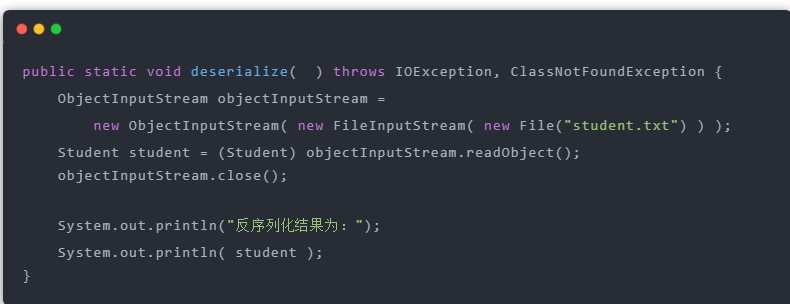 public static void deserialize(  ) throws IOException, ClassNotFoundException {
    ObjectInputStream objectInputStream =
        new ObjectInputStream( new FileInputStream( new File("student.txt") ) );
    Student student = (Student) objectInputStream.readObject();
    objectInputStream.close();

    System.out.println("反序列化结果为：");
    System.out.println( student );
}